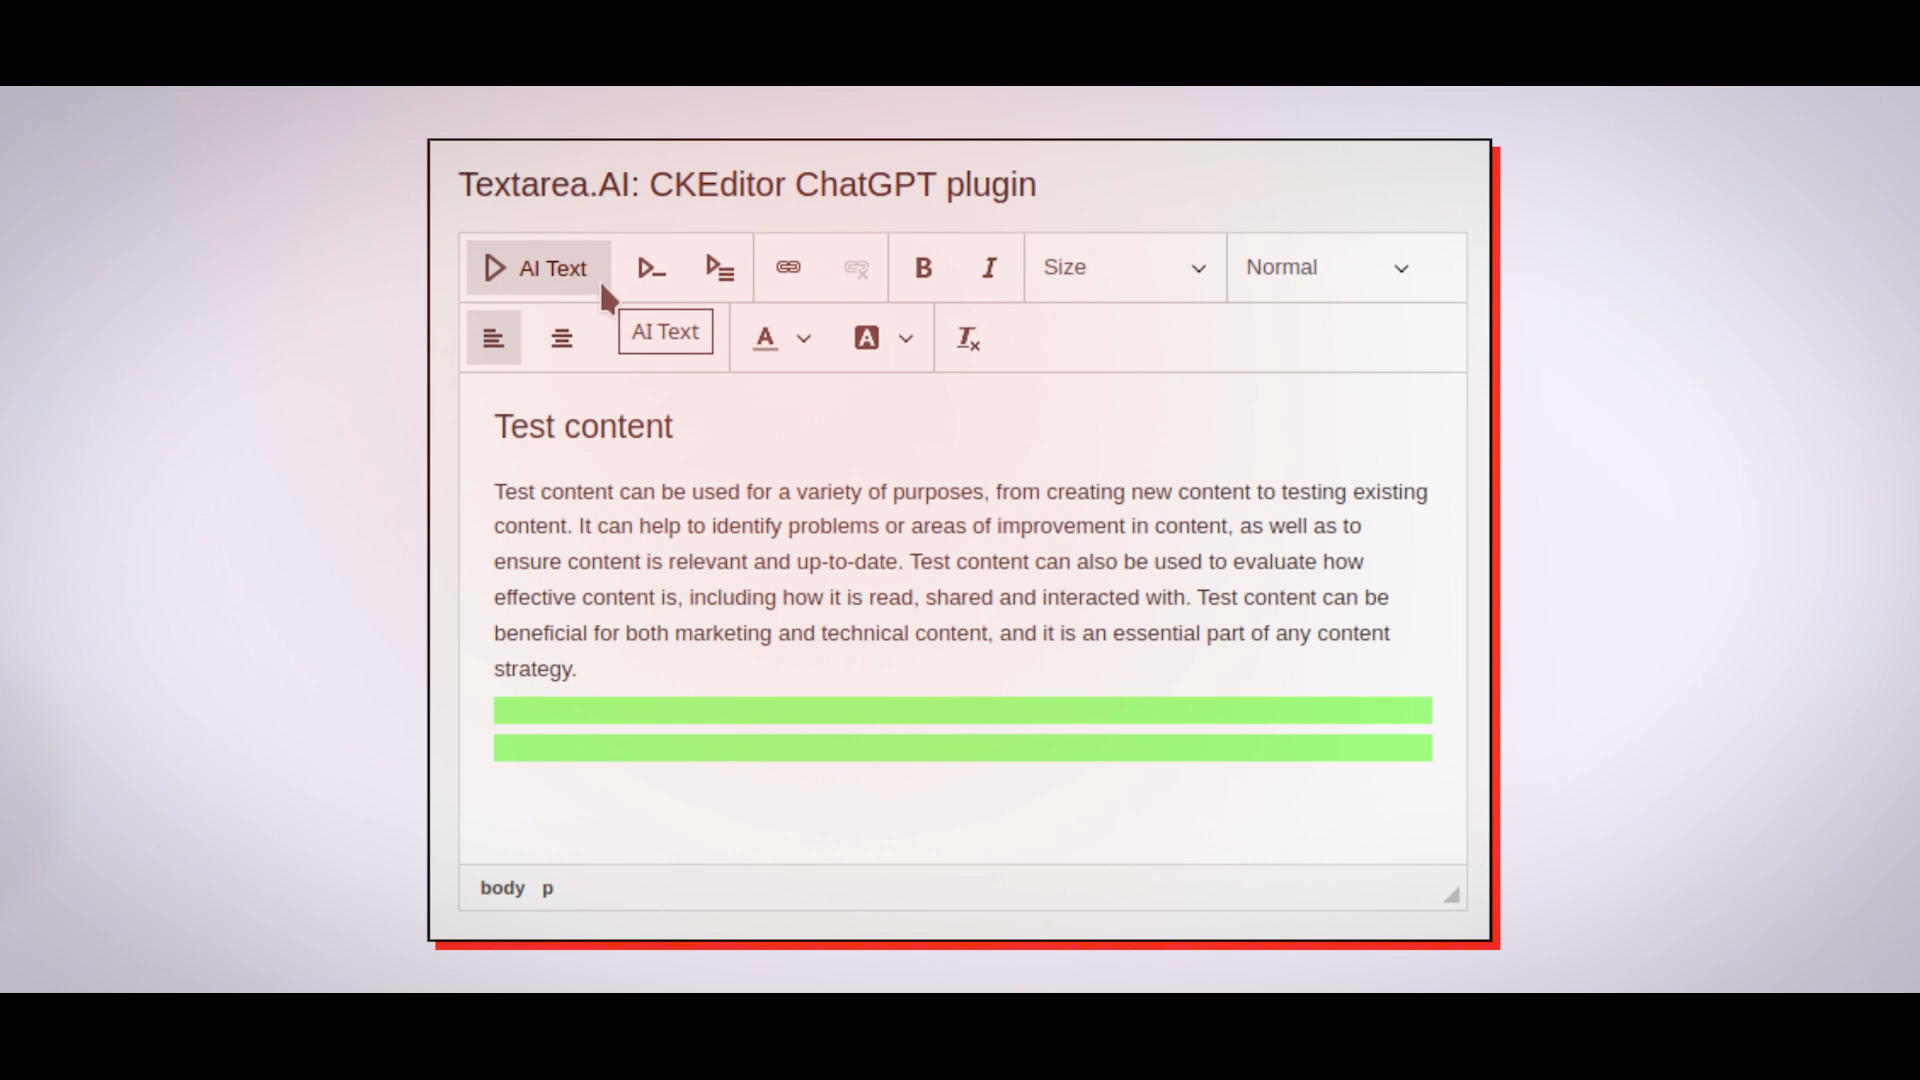 Textarea.AI: CKEditor ChatGPT plugin
AI Text
B I Size Normal
AI Text
A A Tx
Test content
Test content can be used for a variety of purposes, from creating new content to testing existing
content. It can help to identify problems or areas of improvement in content, as well as to
ensure content is relevant and up-to-date. Test content can also be used to evaluate how
effective content is, including how it is read, shared and interacted with. Test content can be
beneficial for both marketing and technical content, and it is an essential part of any content
strategy.
body p